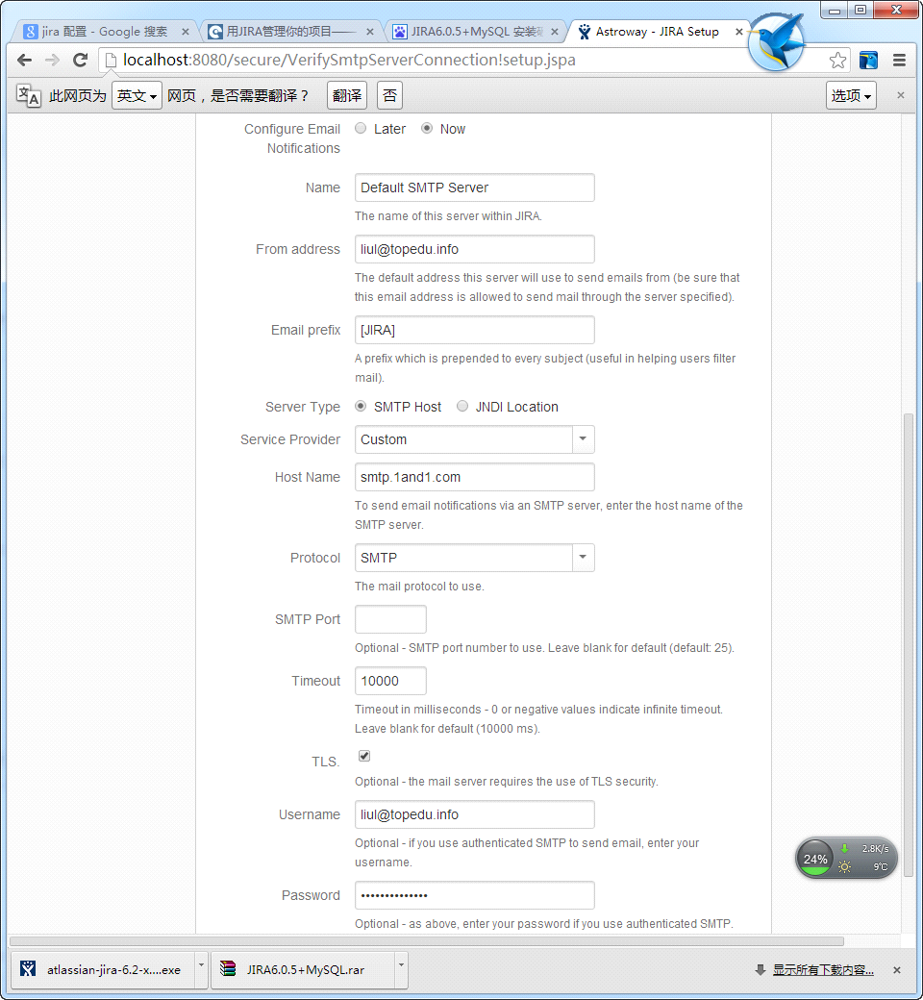 jira 配置 - Google 搜索
用JIRA管理你的项目——
JIRA6.0.5+MySQL 安装
Astroway - JIRA Setup
localhost:8080/secure/VerifySmtpServerConnection!setup.jspa
此网页为 英文 网页，是否需要翻译？ 翻译 否 选项
Configure Email Notifications
Later
Now
Name
Default SMTP Server
The name of this server within JIRA.
From address
liul@topedu.info
The default address this server will use to send emails from (be sure that
this email address is allowed to send mail through the server specified).
Email prefix
[JIRA]
A prefix which is prepended to every subject (useful in helping users filter
mail).
Server Type
SMTP Host
JNDI Location
Service Provider
Custom
Host Name
smtp.1and1.com
To send email notifications via an SMTP server, enter the host name of the
SMTP server.
Protocol
SMTP
The mail protocol to use.
SMTP Port
Optional - SMTP port number to use. Leave blank for default (default: 25).
Timeout
10000
Timeout in milliseconds - 0 or negative values indicate infinite timeout.
Leave blank for default (10000 ms).
TLS.
Optional - the mail server requires the use of TLS security.
Username
liul@topedu.info
Optional - if you use authenticated SMTP to send email, enter your
username.
24%
2.8K/s
9℃
Password
••••••••••••••
Optional - as above, enter your password if you use authenticated SMTP.
atlassian-jira-6.2-x....exe
JIRA6.0.5+MySQL.rar
显示所有下载内容...